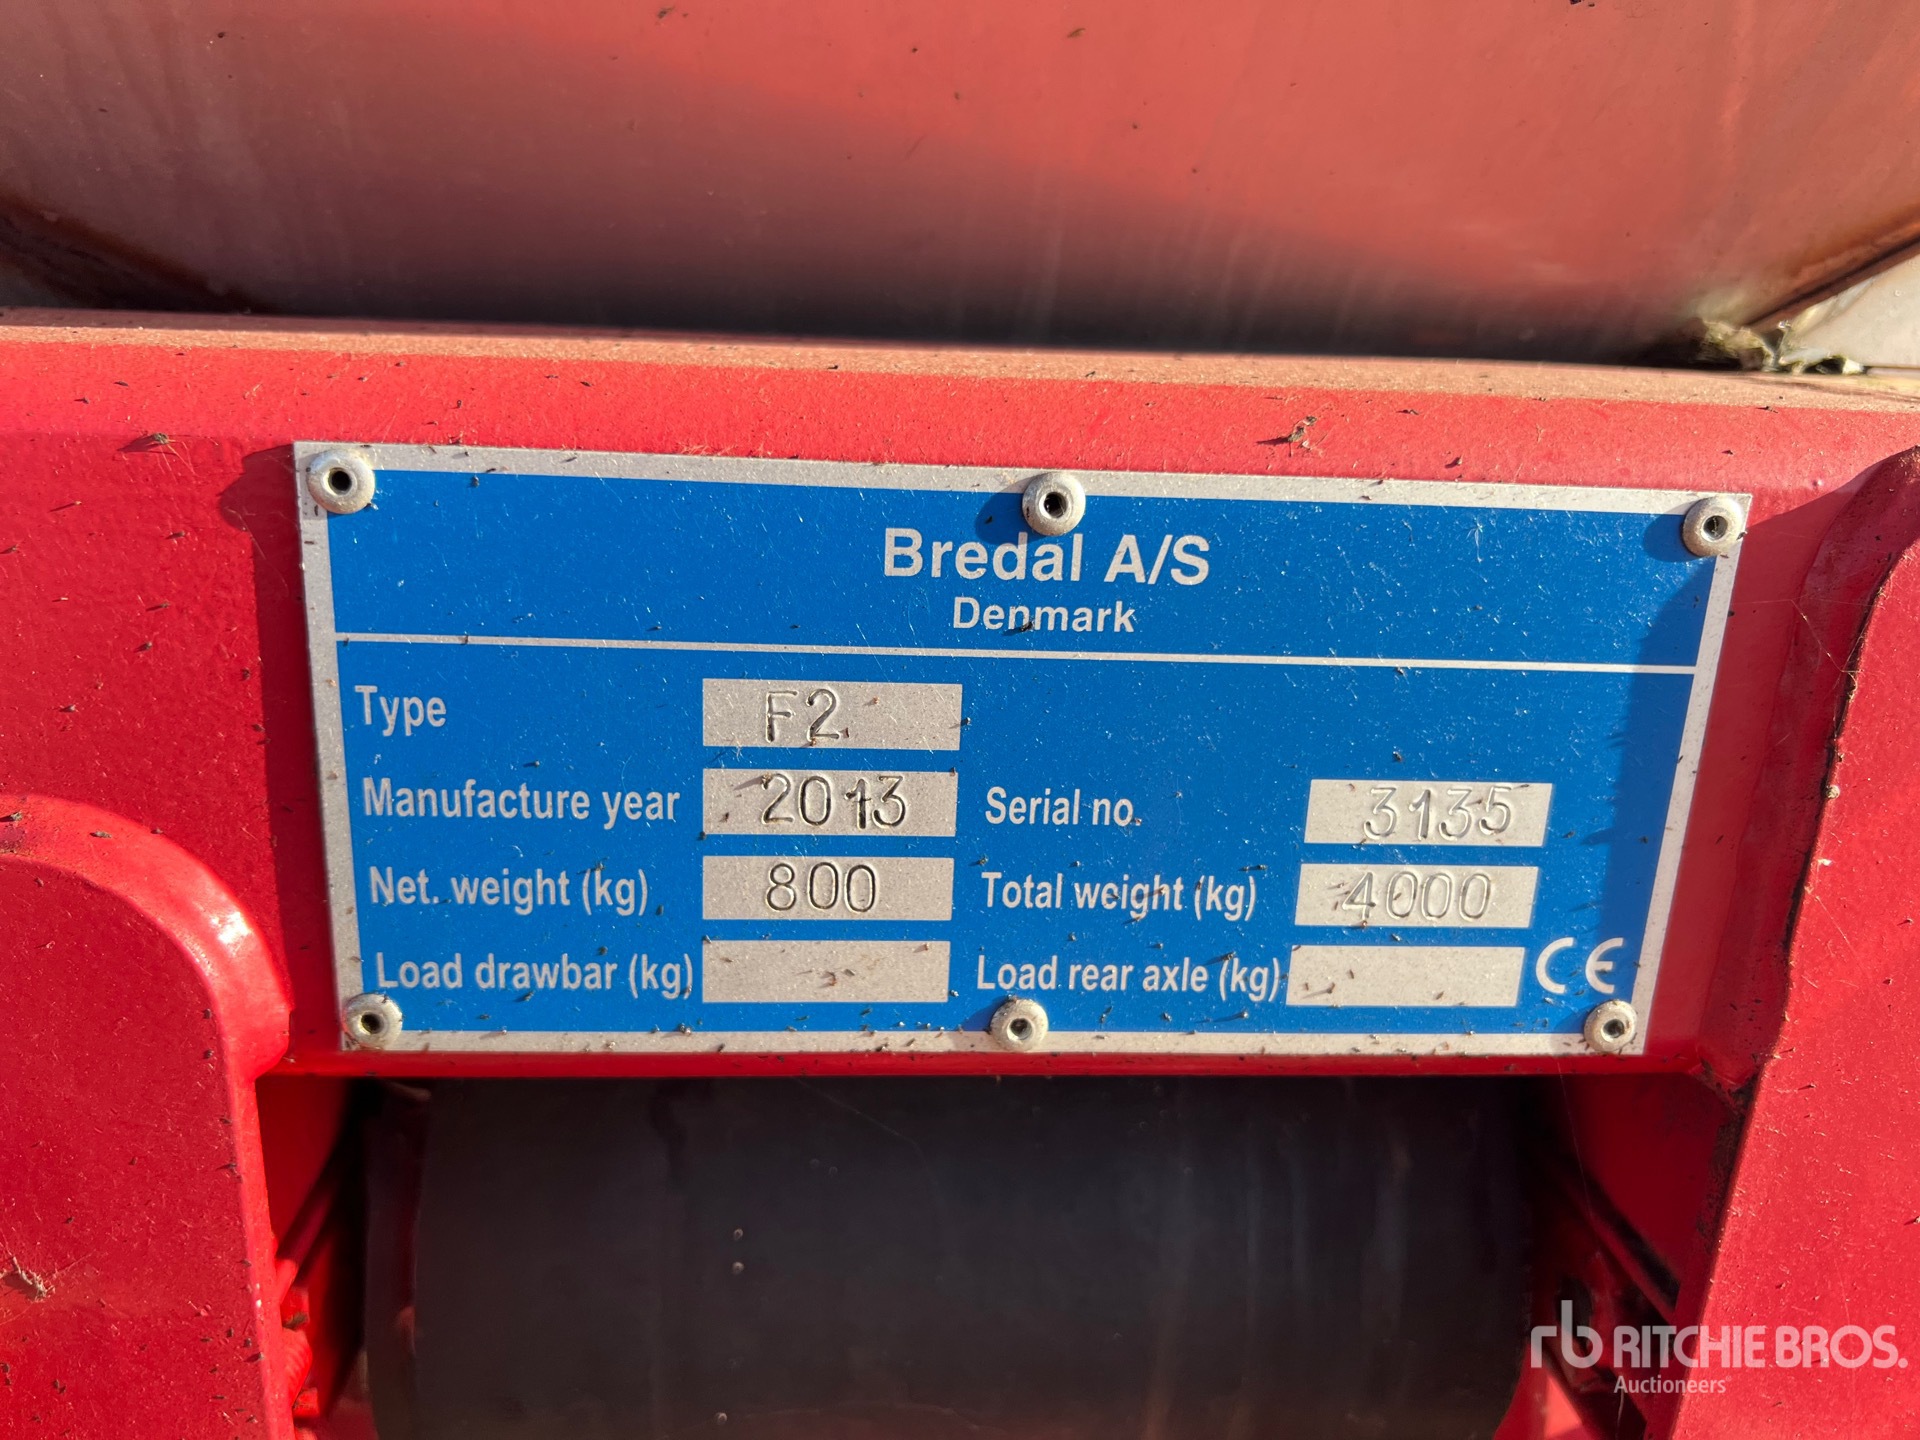 Bredal A/S
Denmark
Type F2
Manufacture year 2013 Serial no. 3135
Net. weight (kg) 800 Total weight (kg) 4000
Load drawbar (kg) Load rear axle (kg) CE
rb RITCHIE BROS.
Auctioneers